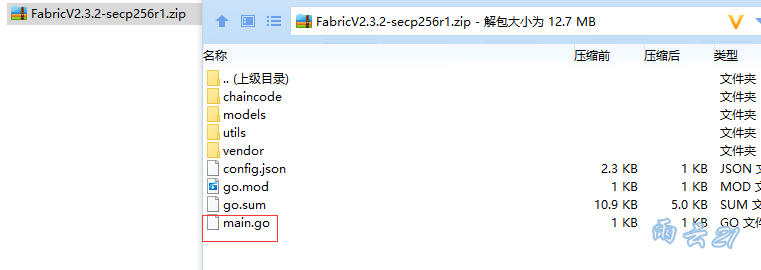 FabricV2.3.2-secp256r1.zip
FabricV2.3.2-secp256r1.zip - 解包大小为 12.7 MB
名称 压缩前 压缩后 类型
.. (上级目录) 文件夹
chaincode 文件夹
models 文件夹
utils 文件夹
vendor 文件夹
config.json 2.3 KB 1 KB JSON 文
go.mod 1 KB 1 KB MOD 文
go.sum 10.9 KB 5.0 KB SUM 文
main.go 1 KB 1 KB GO 文件
雨云21